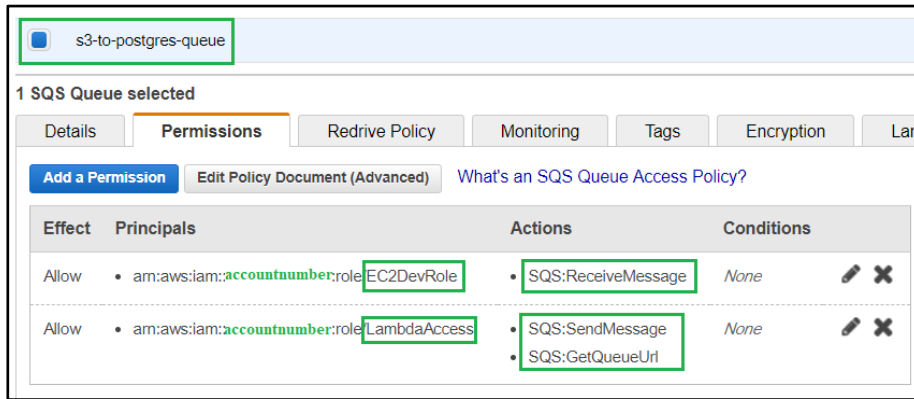 s3-to-postgres-queue
1 SQS Queue selected
Details Permissions Redrive Policy Monitoring Tags Encryption Lar
Add a Permission Edit Policy Document (Advanced) What's an SQS Queue Access Policy?
Effect Principals Actions Conditions
Allow • arn:aws:iam::accountnumber:role/EC2DevRole • SQS:ReceiveMessage None
Allow • arn:aws:iam::accountnumber:role/LambdaAccess • SQS:SendMessage None
• SQS:GetQueueUrl